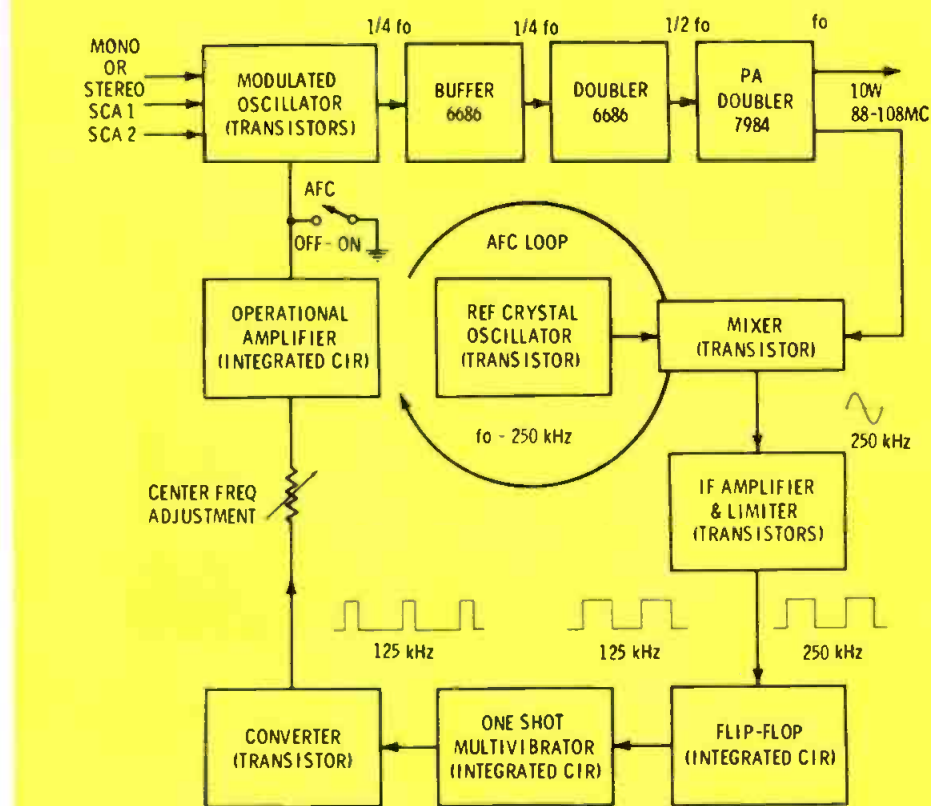 1/4 fo
1/4 fo
1/2 fo
fo
MONO
OR
STEREO
SCA 1
SCA 2
MODULATED
OSCILLATOR
(TRANSISTORS)
BUFFER
6686
DOUBLER
6686
PA
DOUBLER
7984
10W
88-108MC
AFC
OFF - ON
AFC LOOP
OPERATIONAL
AMPLIFIER
(INTEGRATED CIR)
REF CRYSTAL
OSCILLATOR
(TRANSISTOR)
MIXER
(TRANSISTOR)
fo - 250 kHz
250 kHz
CENTER FREQ
ADJUSTMENT
IF AMPLIFIER
& LIMITER
(TRANSISTORS)
125 kHz
125 kHz
250 kHz
CONVERTER
(TRANSISTOR)
ONE SHOT
MULTIVIBRATOR
(INTEGRATED CIR)
FLIP-FLOP
(INTEGRATED CIR)